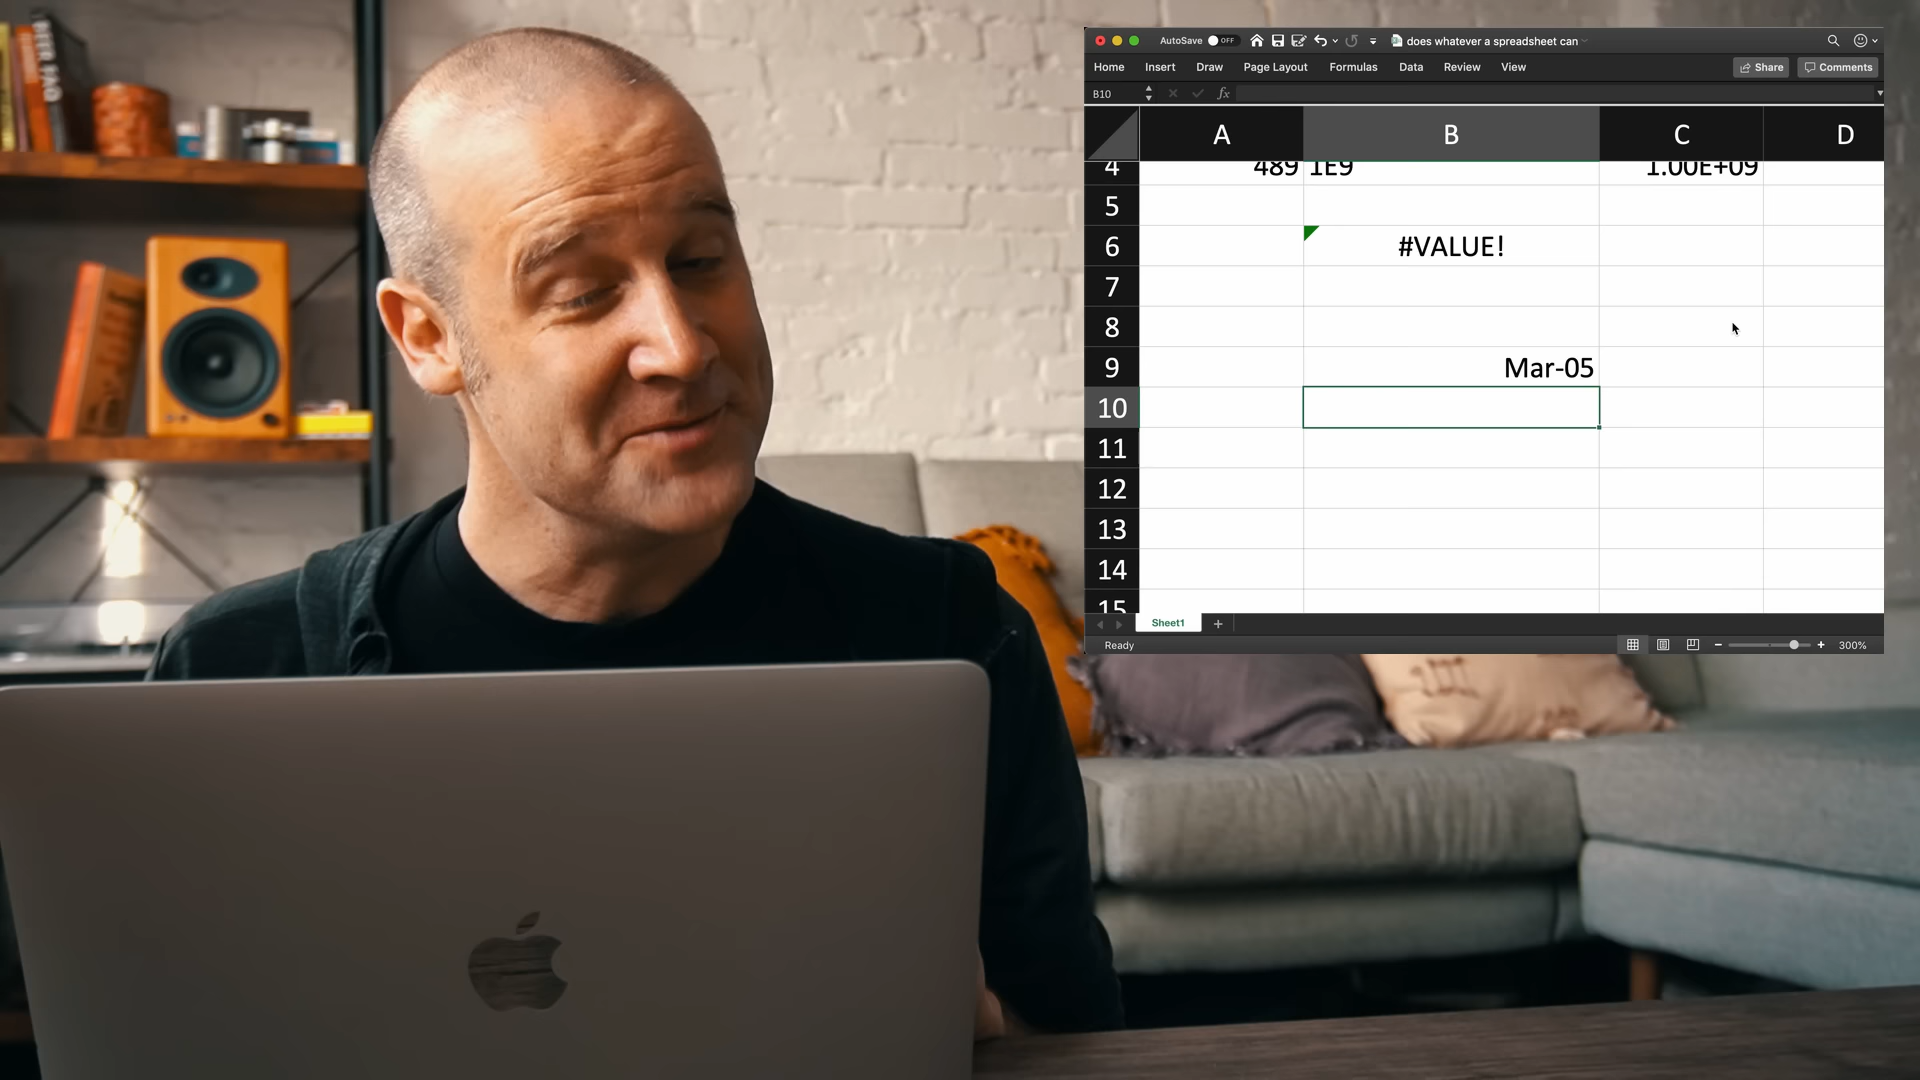 AutoSave OFF does whatever a spreadsheet can
Home Insert Draw Page Layout Formulas Data Review View Share Comments
B10 fx
A B C D
4 489 1E9 1.00E+09
5
6 #VALUE!
7
8
9 Mar-05
10
11
12
13
14
15
Sheet1
Ready 300%